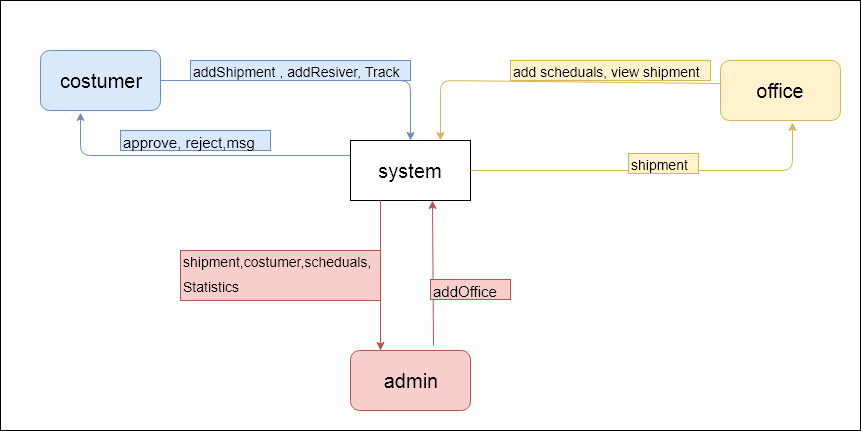 costumer
addShipment , addResiver, Track
add scheduals, view shipment
office
approve, reject,msg
system
shipment
shipment,costumer,scheduals,
Statistics
addOffice
admin